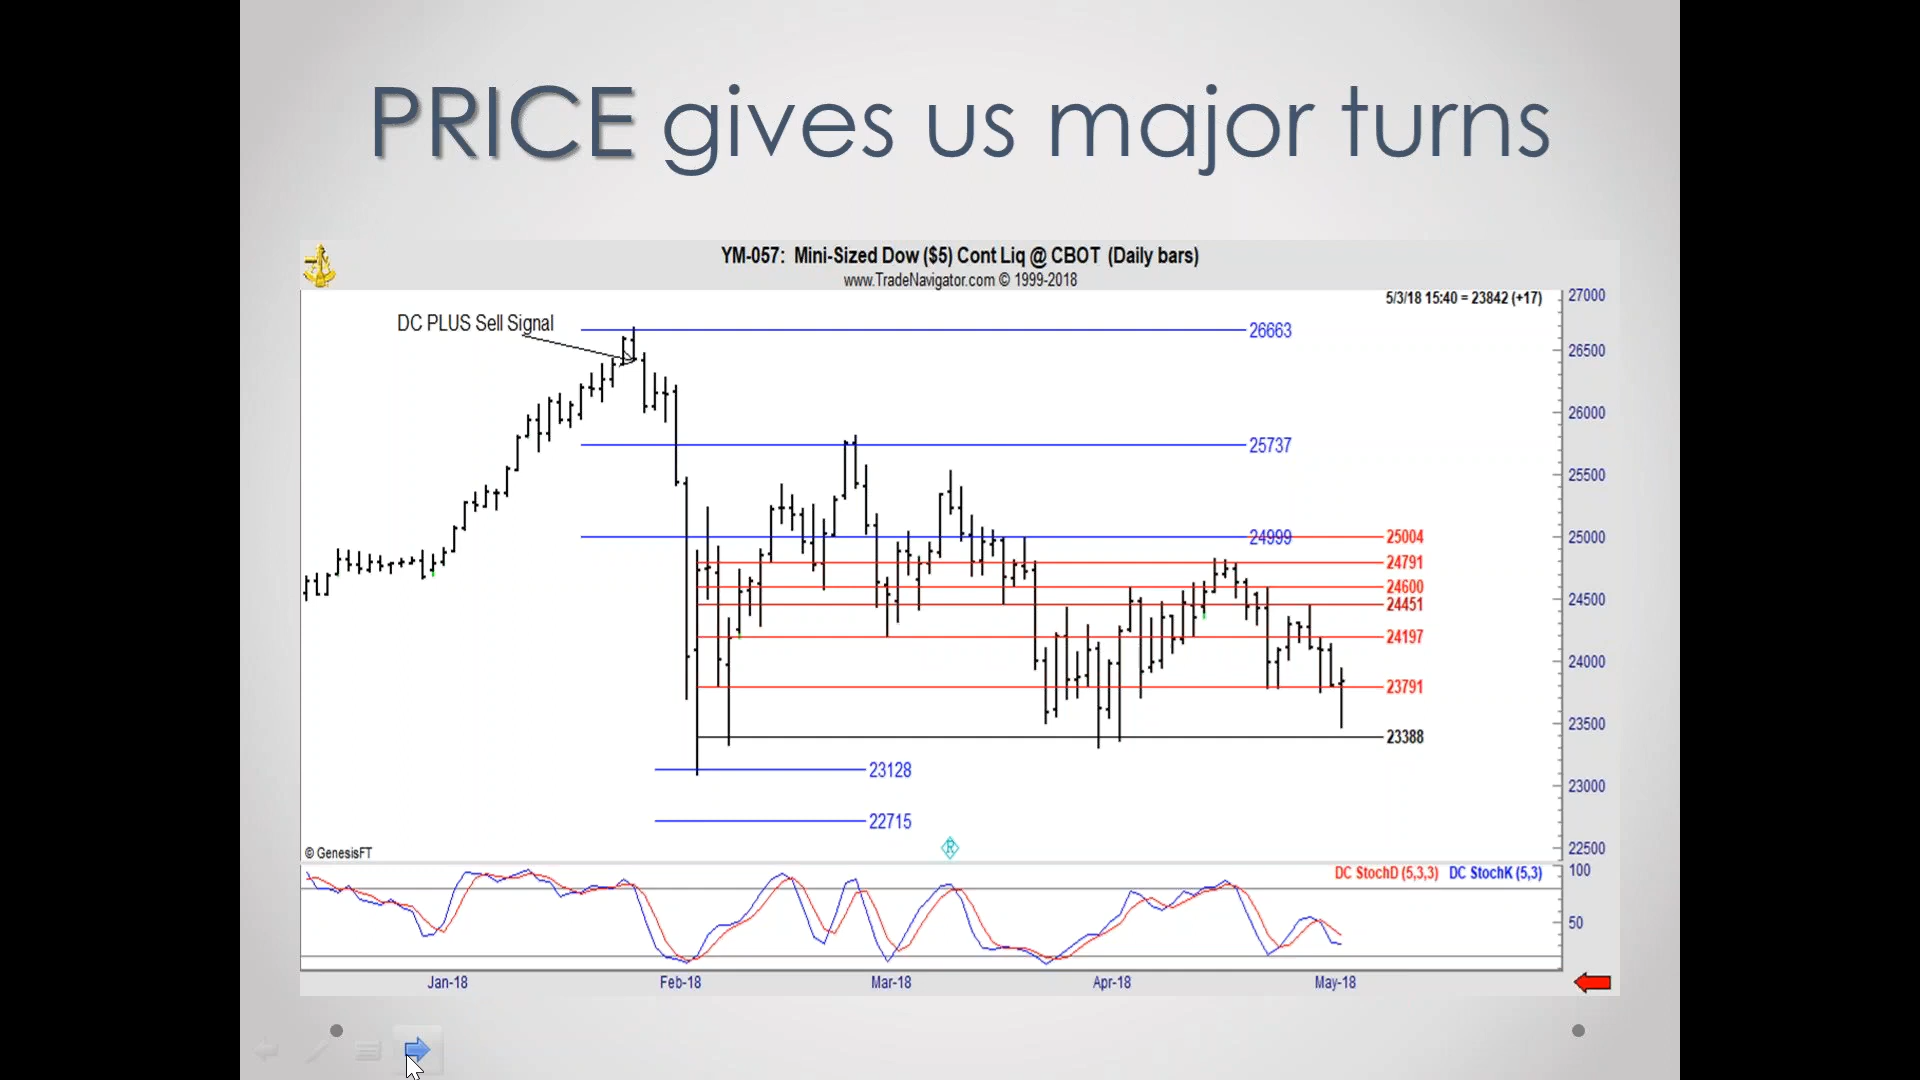 PRICE gives us major turns
YM-057: Mini-Sized Dow ($5) Cont Liq @ CBOT (Daily bars)
www.TradeNavigator.com © 1999-2018
5/3/18 15:40 = 23842 (+17)
DC PLUS Sell Signal
27000
26500
26000
25500
25000
24500
24000
23500
23000
22500
26663
25737
24999
25004
24791
24600
24451
24197
23791
23388
23128
22715
R
© GenesisFT
DC StochD (5,3,3) DC StochK (5,3)
100
50
Jan-18 Feb-18 Mar-18 Apr-18 May-18